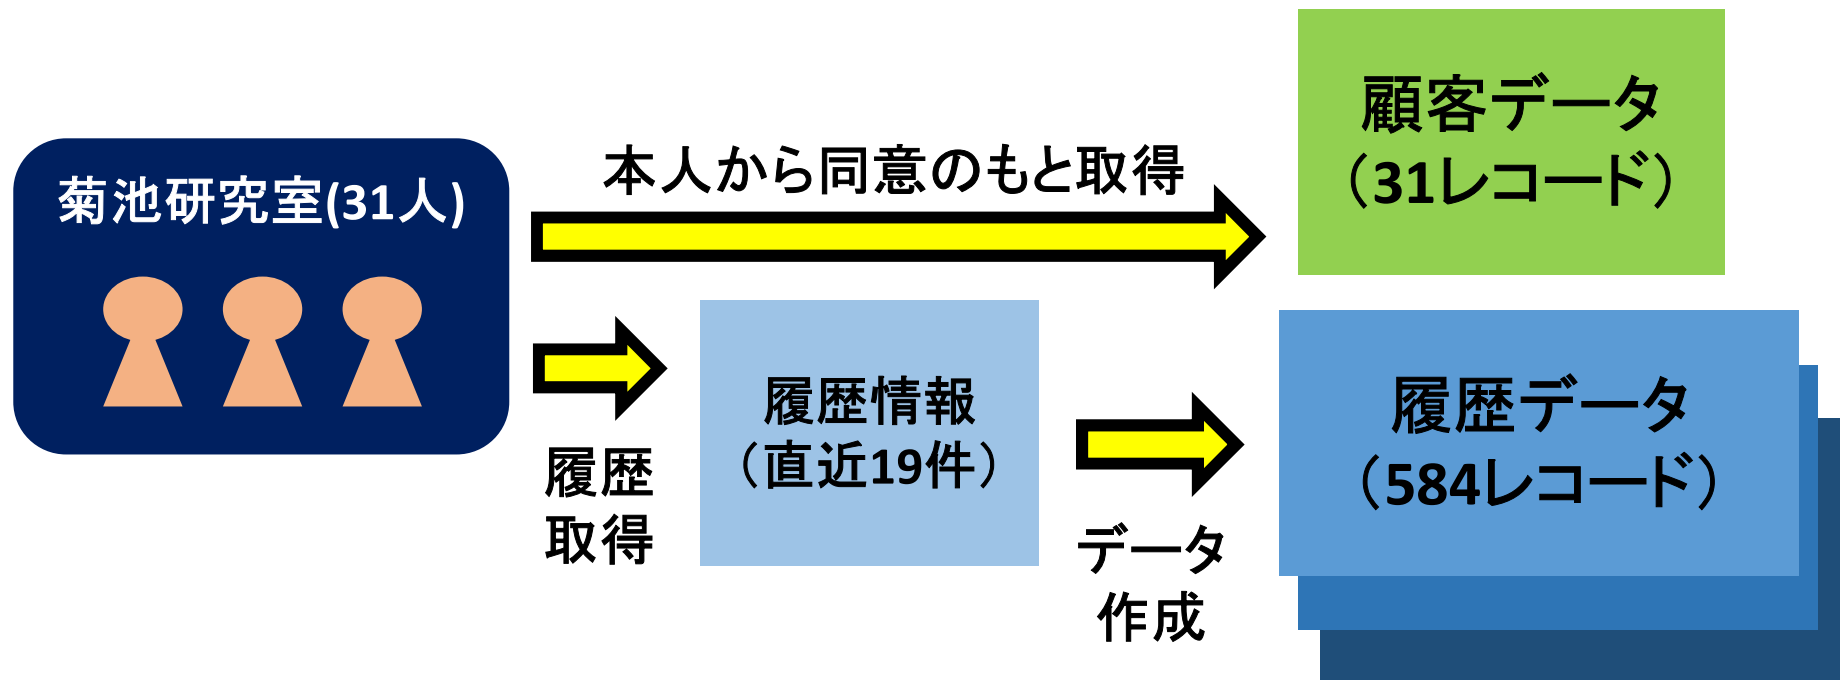 菊池研究室(31人)
本人から同意のもと取得
顧客データ
（31レコード）
履歴
取得
履歴情報
（直近19件）
データ
作成
履歴データ
（584レコード）